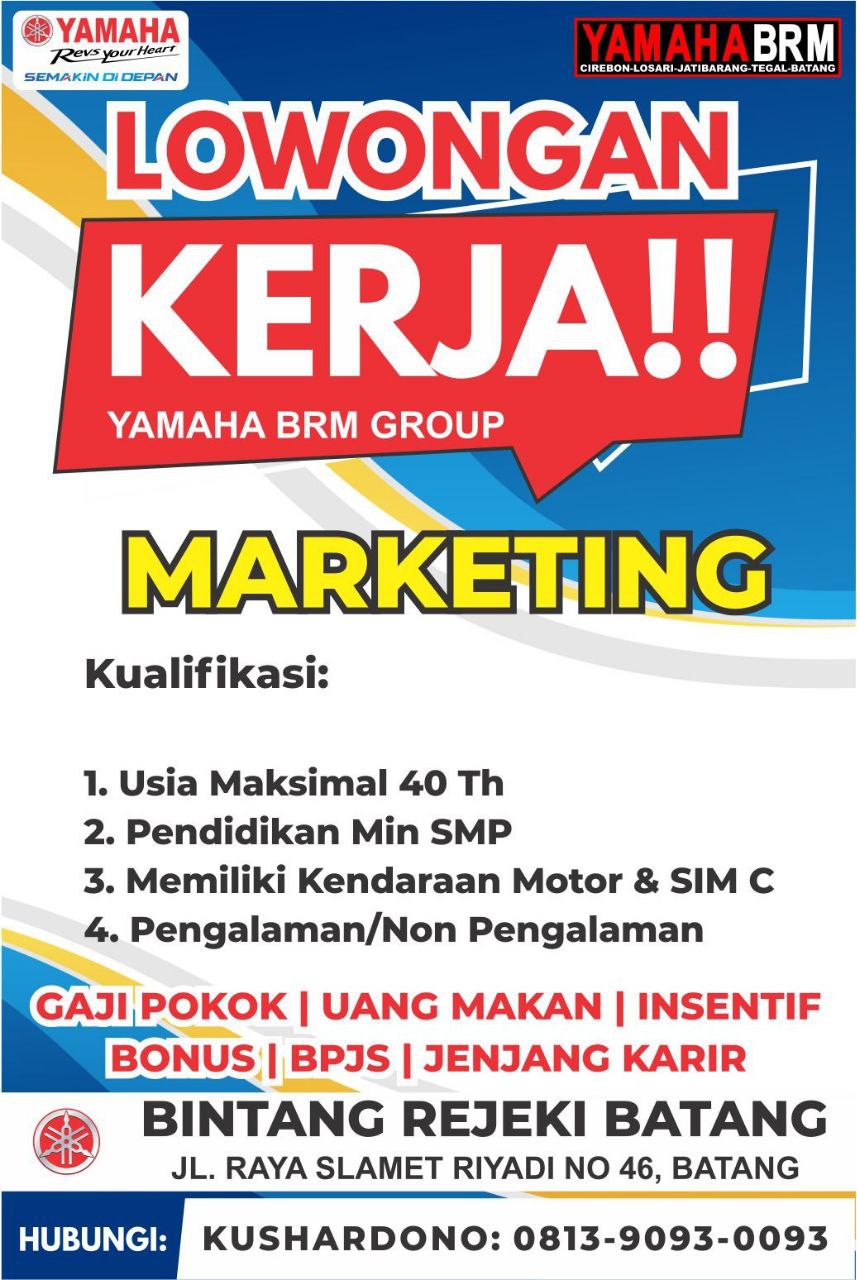 YAMAHA
Revs Your Heart
SEMAKIN DI DEPAN
YAMAHA BRM
CIREBON-LOSARI-JATIBARANG-TEGAL-BATANG
LOWONGAN
KERJA!!
YAMAHA BRM GROUP
MARKETING
Kualifikasi:
1. Usia Maksimal 40 Th
2. Pendidikan Min SMP
3. Memiliki Kendaraan Motor & SIM C
4. Pengalaman/Non Pengalaman
GAJI POKOK | UANG MAKAN | INSENTIF
BONUS | BPJS | JENJANG KARIR
BINTANG REJEKI BATANG
JL. RAYA SLAMET RIYADI NO 46, BATANG
HUBUNGI: KUSHARDONO: 0813-9093-0093